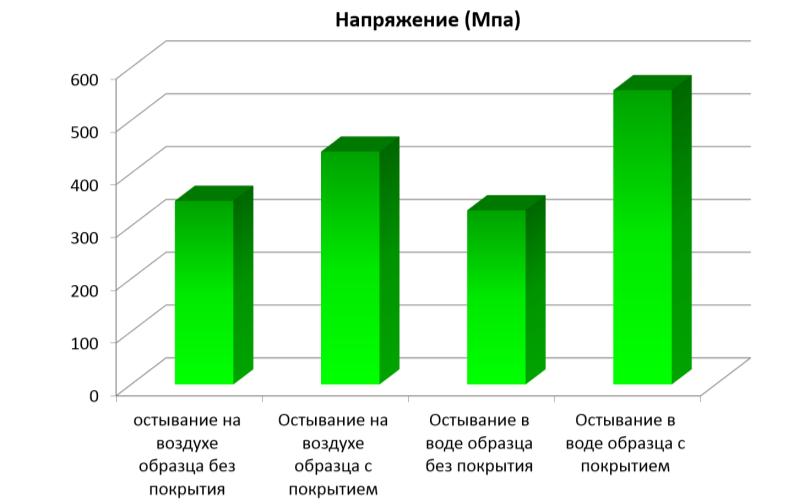 Напряжение (Мпа)
600
500
400
300
200
100
0
остывание на
воздухе
образца без
покрытия
Остывание на
воздухе
образца с
покрытием
Остывание в
воде образца
без покрытия
Остывание в
воде образца с
покрытием